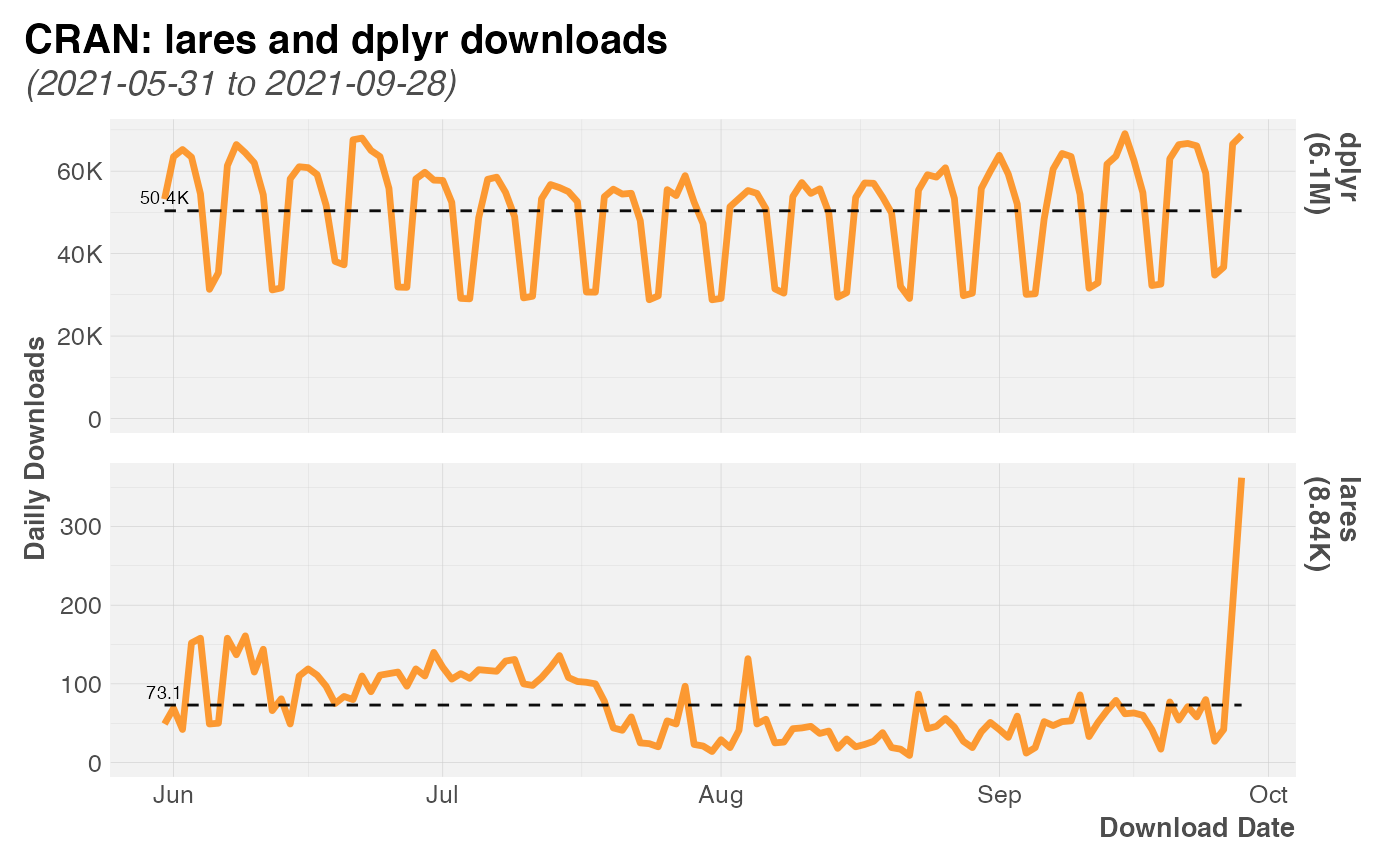 CRAN: lares and dplyr downloads
(2021-05-31 to 2021-09-28)
dplyr
(6.1M)
60K
50.4K
40K
20K
0
Dailly Downloads
lares
(8.84K)
300
200
100
73.1
0
Jun Jul Aug Sep Oct
Download Date